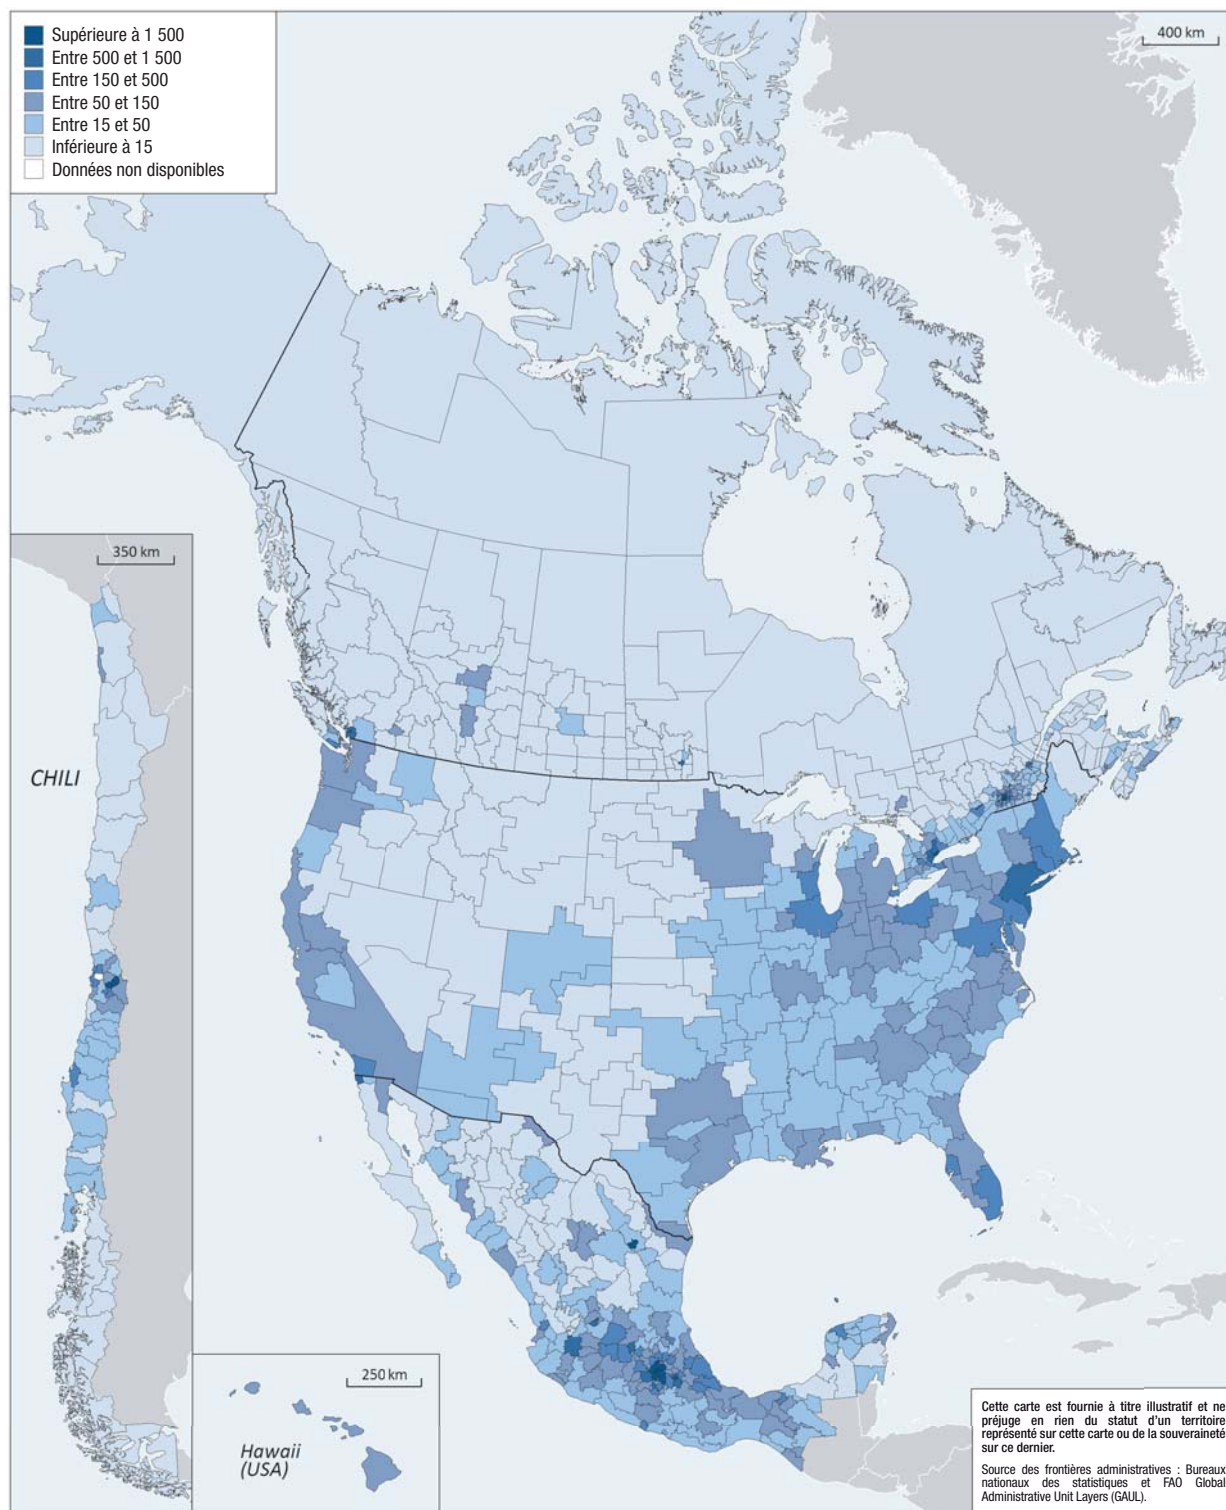 Supérieure à 1 500
Entre 500 et 1 500
Entre 150 et 500
Entre 50 et 150
Entre 15 et 50
Inférieure à 15
Données non disponibles
400 km
350 km
CHILI
250 km
Hawaii
(USA)
Cette carte est fournie à titre illustratif et ne
préjuge en rien du statut d'un territoire
représenté sur cette carte ou de la souveraineté
sur ce dernier.
Source des frontières administratives : Bureaux
nationaux des statistiques et FAO Global
Administrative Unit Layers (GAUL).